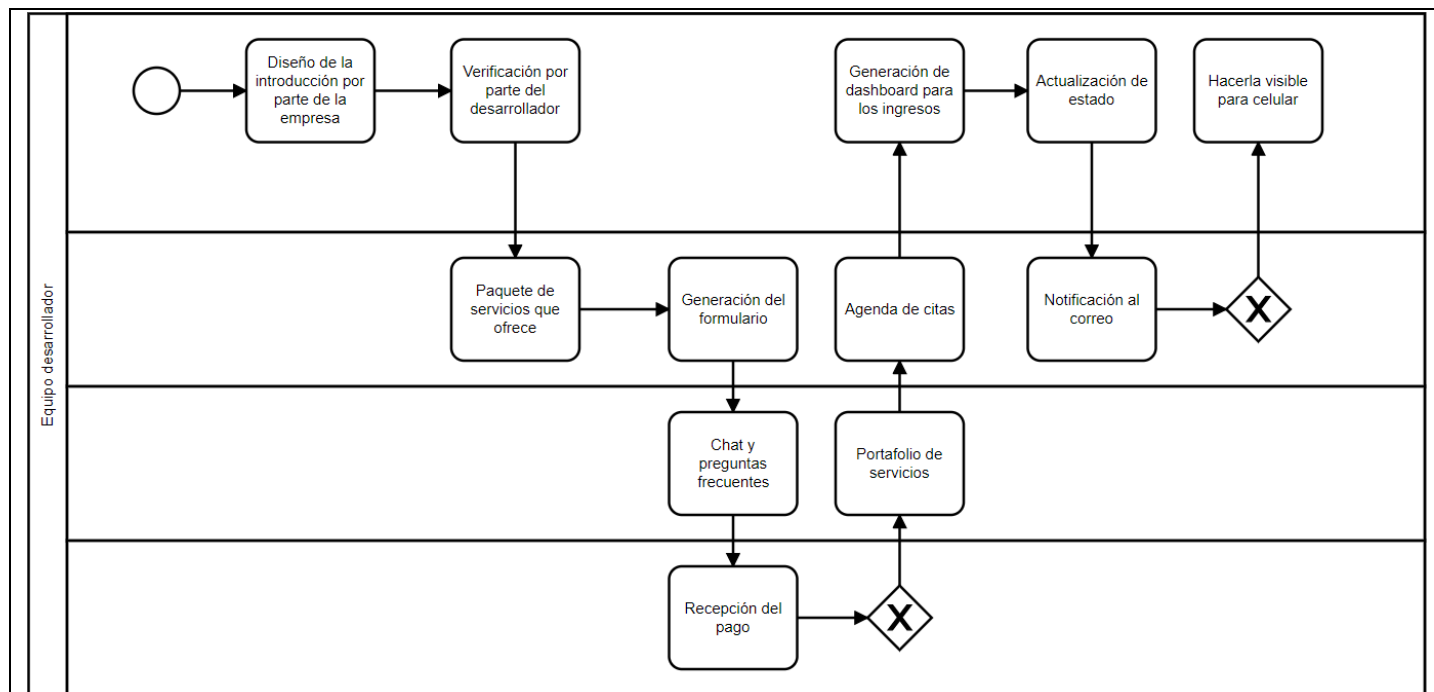 Equipo desarrollador
Diseño de la
introducción por
parte de la
empresa
Verificación por
parte del
desarrollador
Generación de
dashboard para
los ingresos
Actualización de
estado
Hacerla visible
para celular
Paquete de
servicios que
ofrece
Generación del
formulario
Agenda de citas
Notificación al
correo
X
Chat y
preguntas
frecuentes
Portafolio de
servicios
Recepción del
pago
X